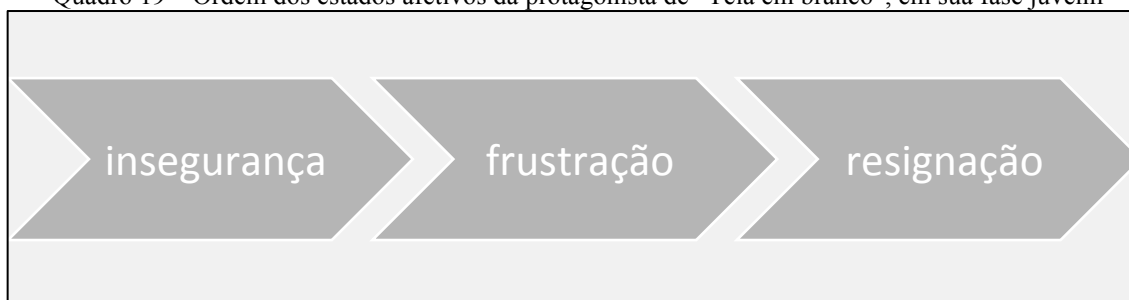 Quadro 19 – Ordem dos estados afetivos da protagonista de “Tela em branco”, em sua fase juvenil
insegurança frustração resignação